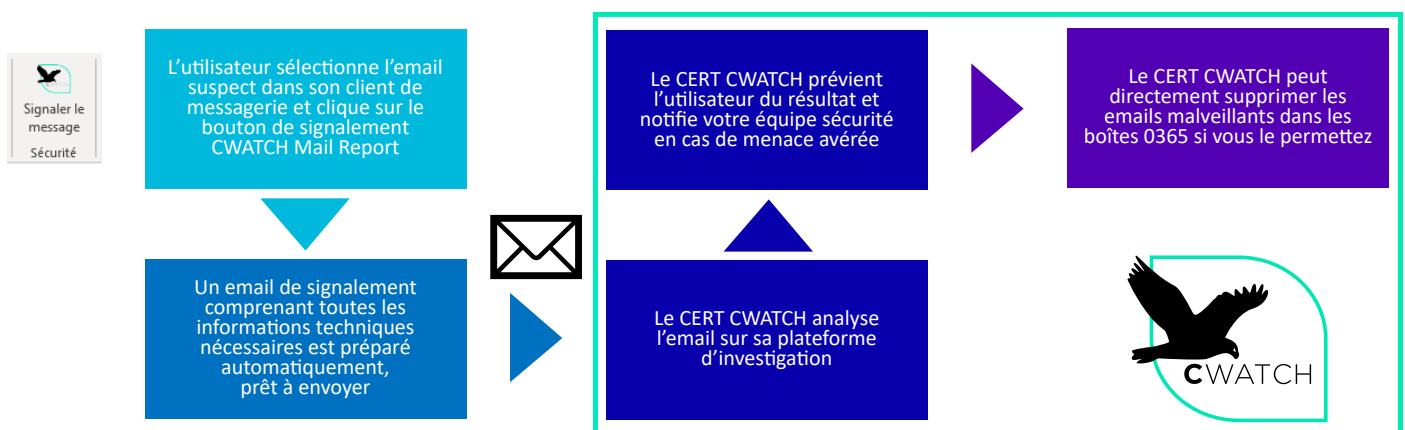 Signaler le
message
Sécurité
L'utilisateur sélectionne l'email
suspect dans son client de
messagerie et clique sur le
bouton de signalement
CWATCH Mail Report
Un email de signalement
comprenant toutes les
informations techniques
nécessaires est préparé
automatiquement,
prêt à envoyer
Le CERT CWATCH analyse
l'email sur sa plateforme
d'investigation
Le CERT CWATCH prévient
l'utilisateur du résultat et
notifie votre équipe sécurité
en cas de menace avérée
Le CERT CWATCH peut
directement supprimer les
emails malveillants dans les
boîtes 0365 si vous le permettez
CWATCH